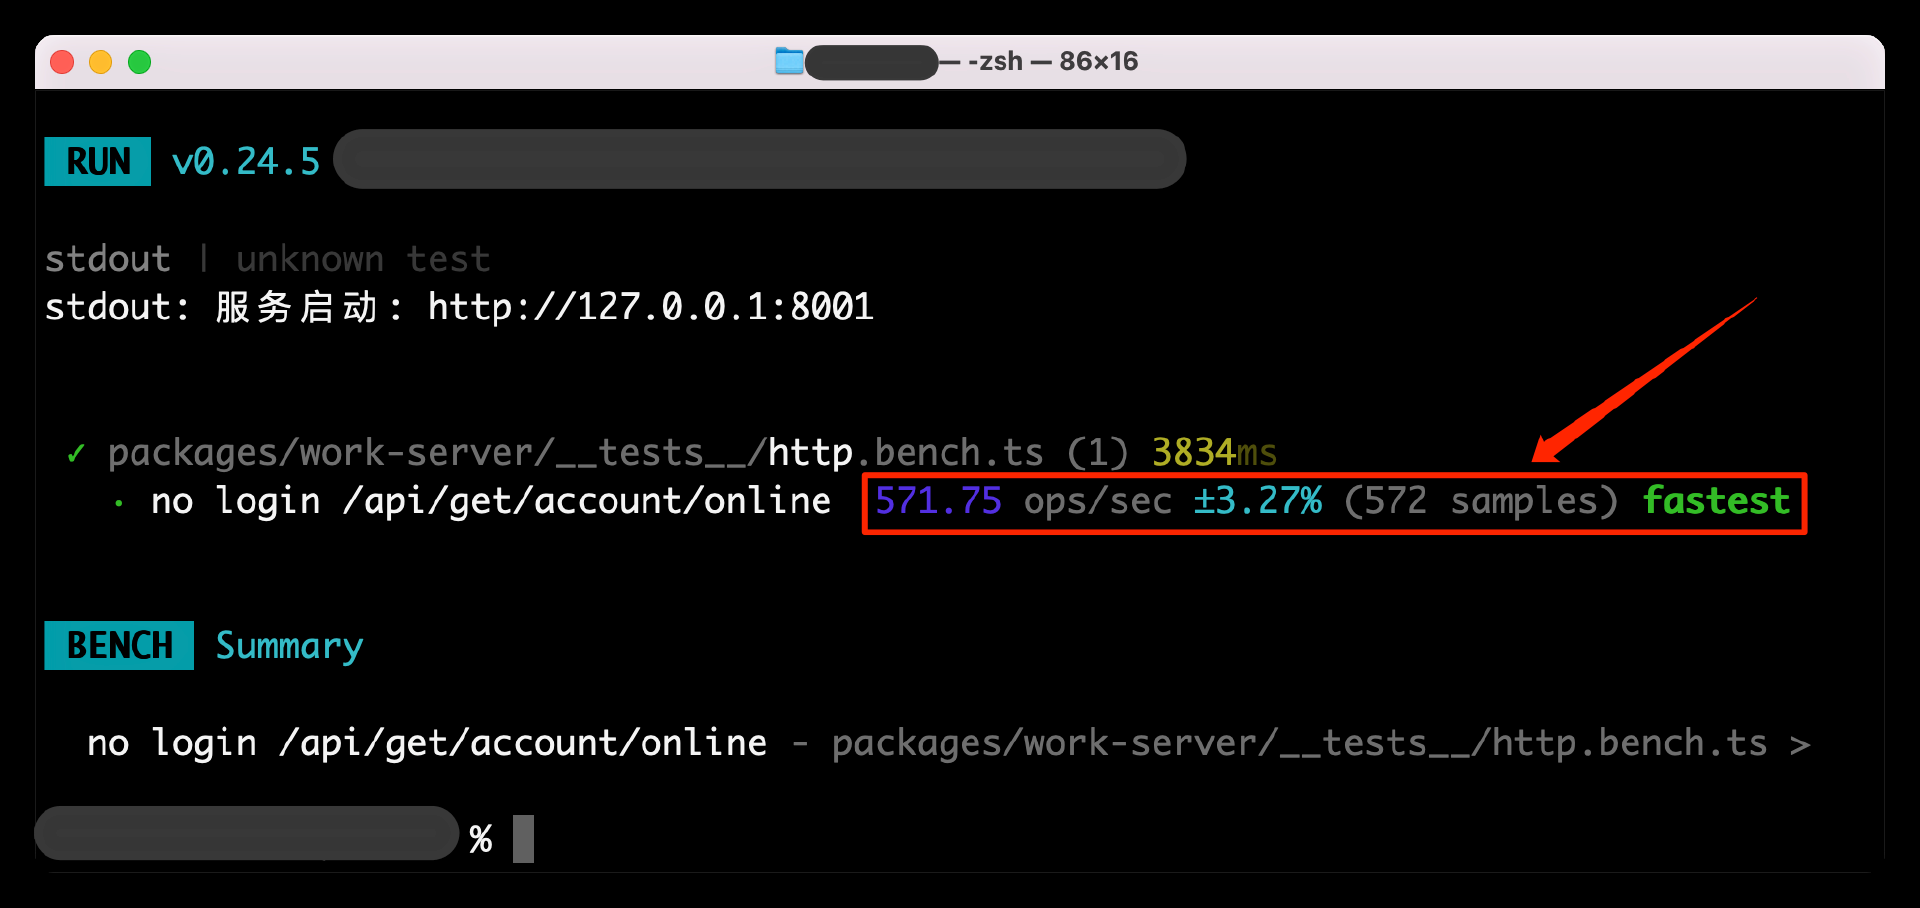 — -zsh — 86×16
RUN v0.24.5
stdout | unknown test
stdout: 服务启动: http://127.0.0.1:8001
✓ packages/work-server/__tests__/http.bench.ts (1) 3834ms
· no login /api/get/account/online 571.75 ops/sec ±3.27% (572 samples) fastest
BENCH Summary
no login /api/get/account/online - packages/work-server/__tests__/http.bench.ts >
%